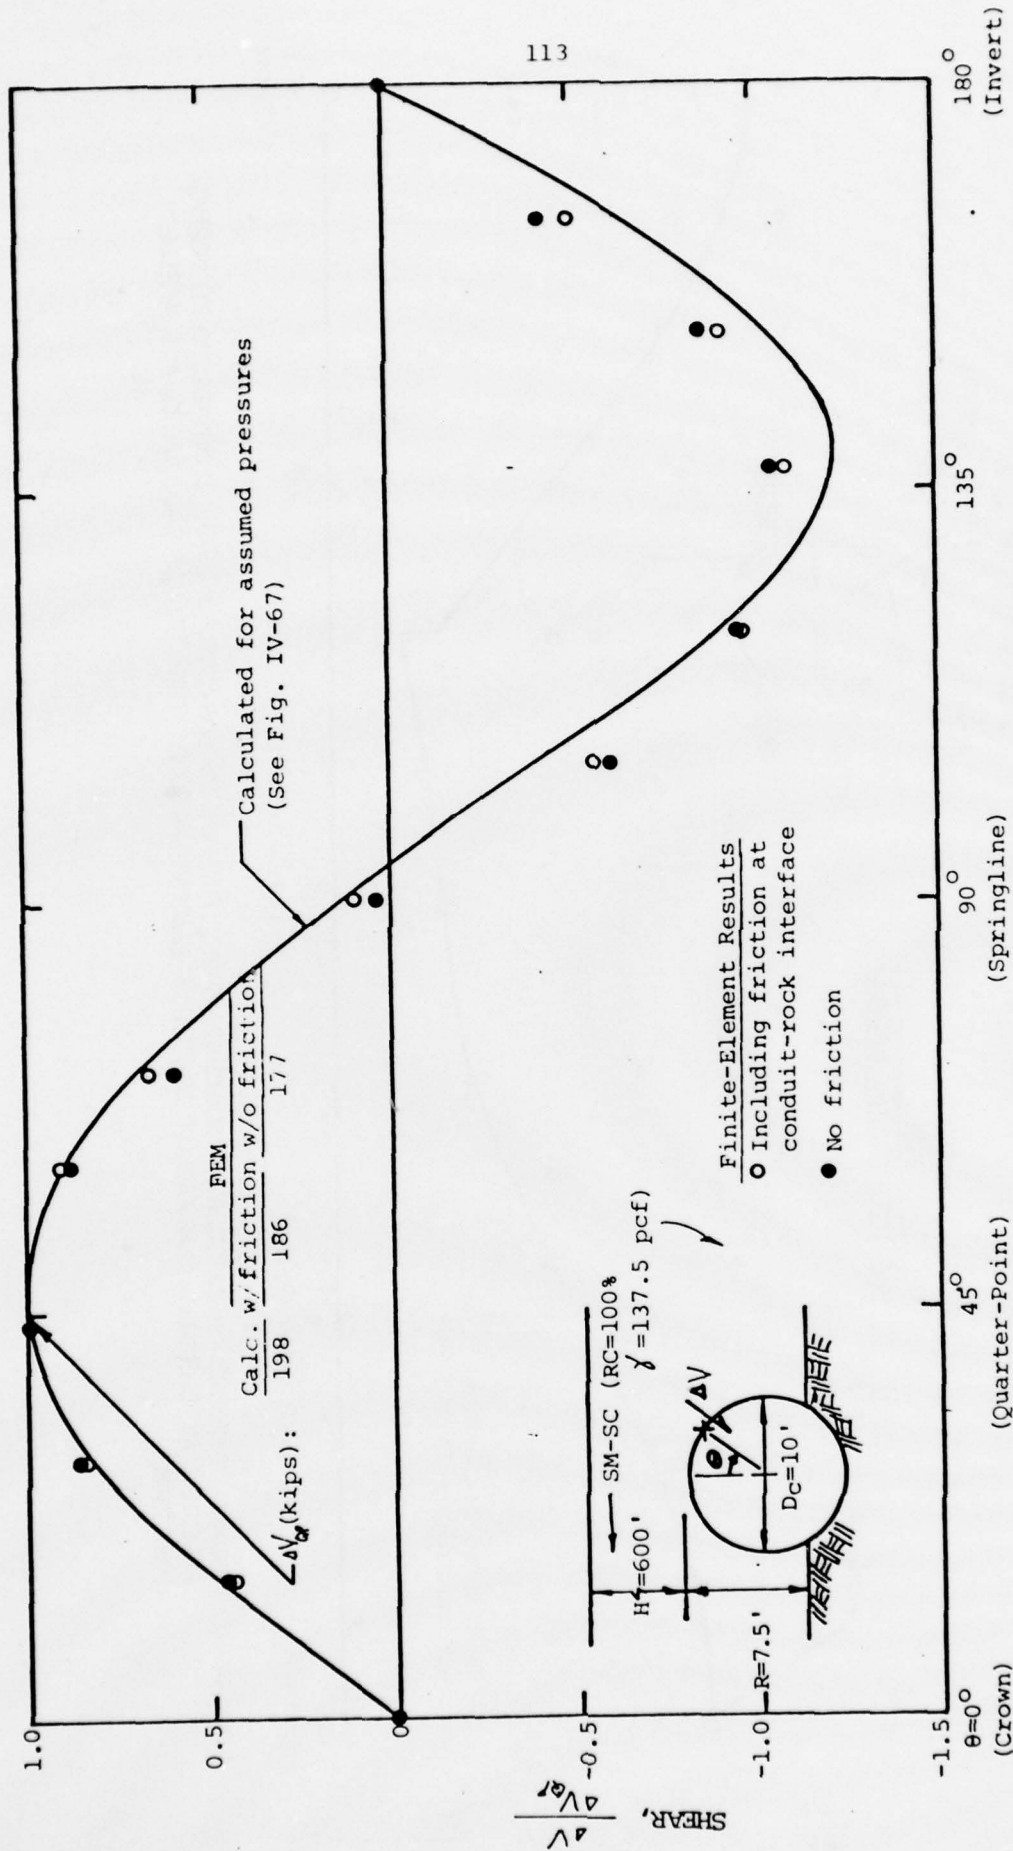 113
1.0
0.5
0
-0.5
-1.0
-1.5
SHEAR,
ΔV
ΔV
θ=0°
45°
90°
135°
180°
(Crown)
(Quarter-Point)
(Springline)
(Invert)
Calculated for assumed pressures
(See Fig. IV-67)
FEM
Calc. w/friction w/o friction
198 186 177
(kips):
Finite-Element Results
Including friction at
conduit-rock interface
No friction
SM-SC (RC=100%
γ=137.5 pcf)
H=600'
R=7.5'
Dc=10'
θ
ΔV